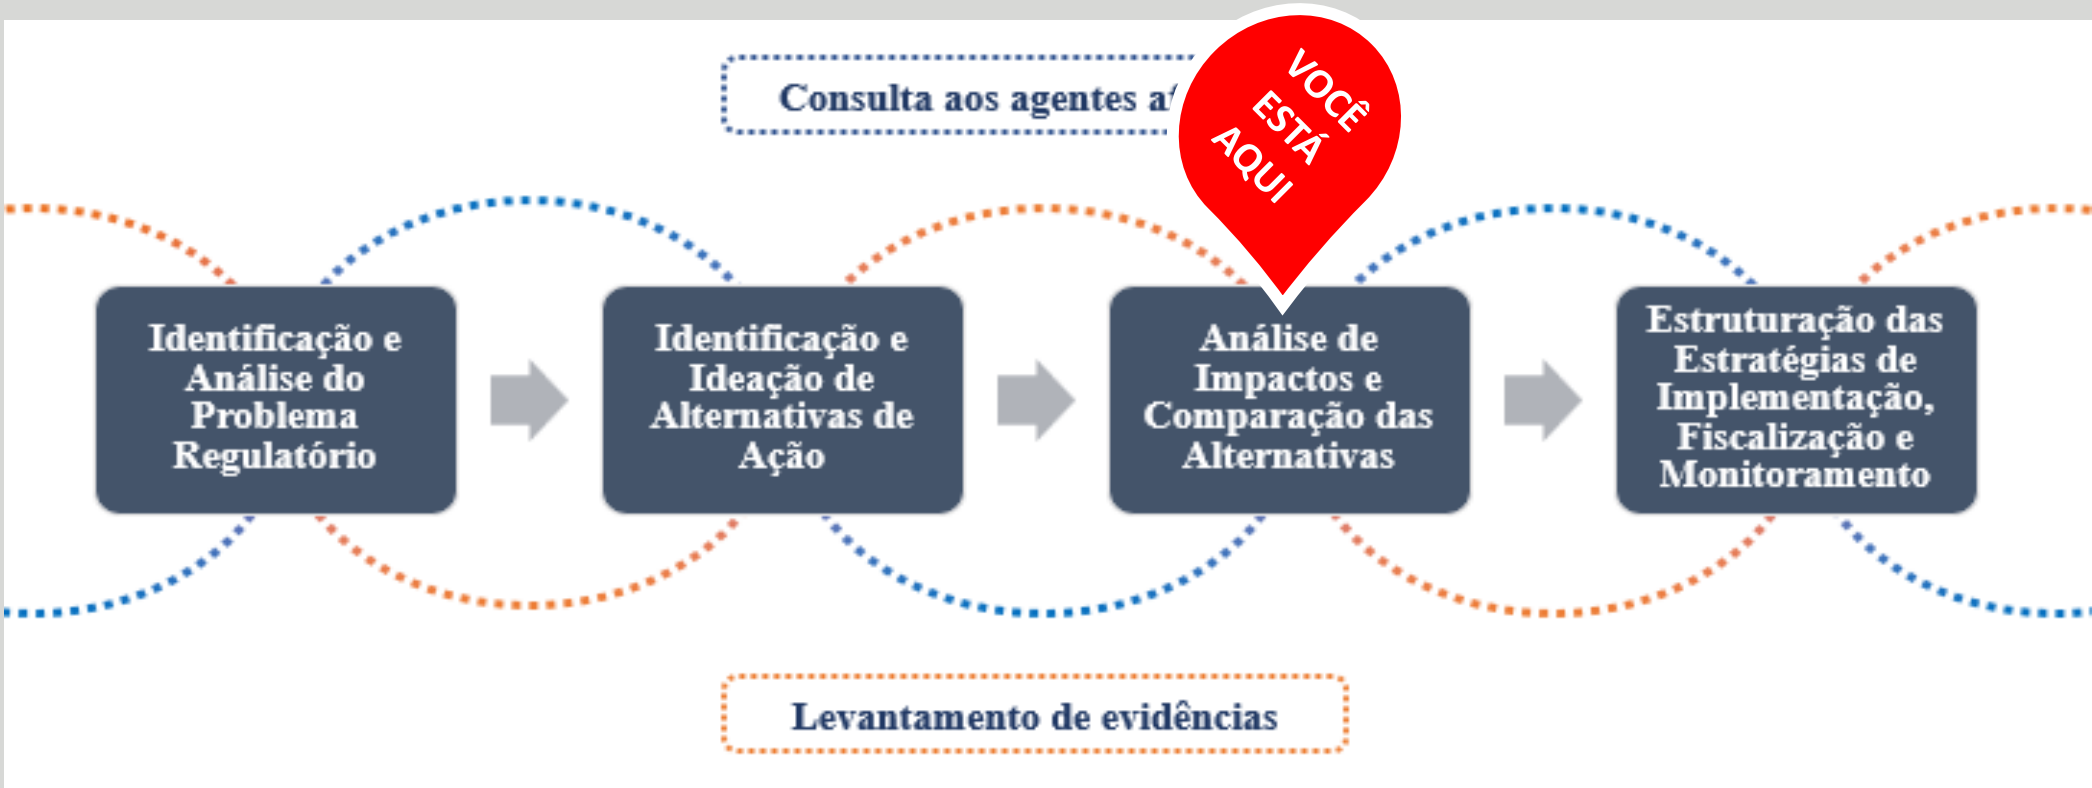 Consulta aos agentes
VOCÊ
ESTÁ
AQUI
Identificação e
Análise do
Problema
Regulatório
Identificação e
Ideação de
Alternativas de
Ação
Análise de
Impactos e
Comparação das
Alternativas
Estruturação das
Estratégias de
Implementação,
Fiscalização e
Monitoramento
Levantamento de evidências